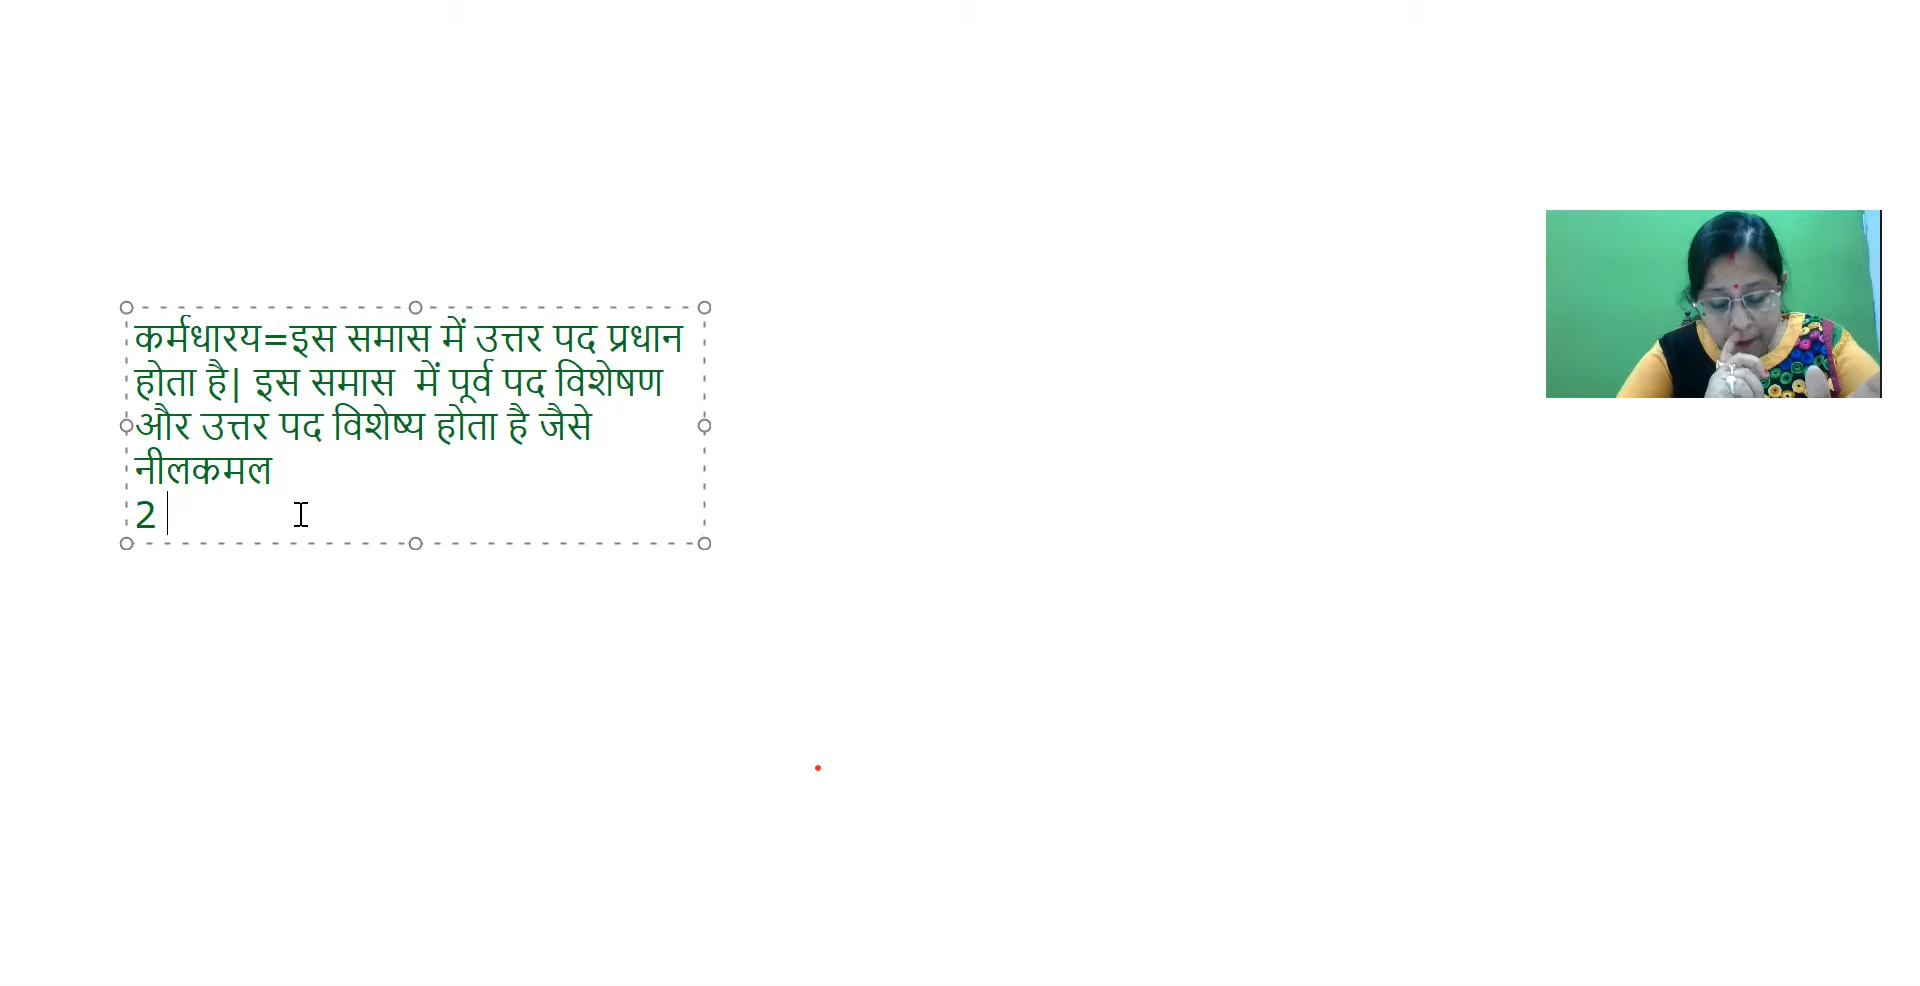 कर्मधारय=इस समास में उत्तर पद प्रधान
होता है| इस समास  में पूर्व पद विशेषण
और उत्तर पद विशेष्य होता है जैसे
नीलकमल
2